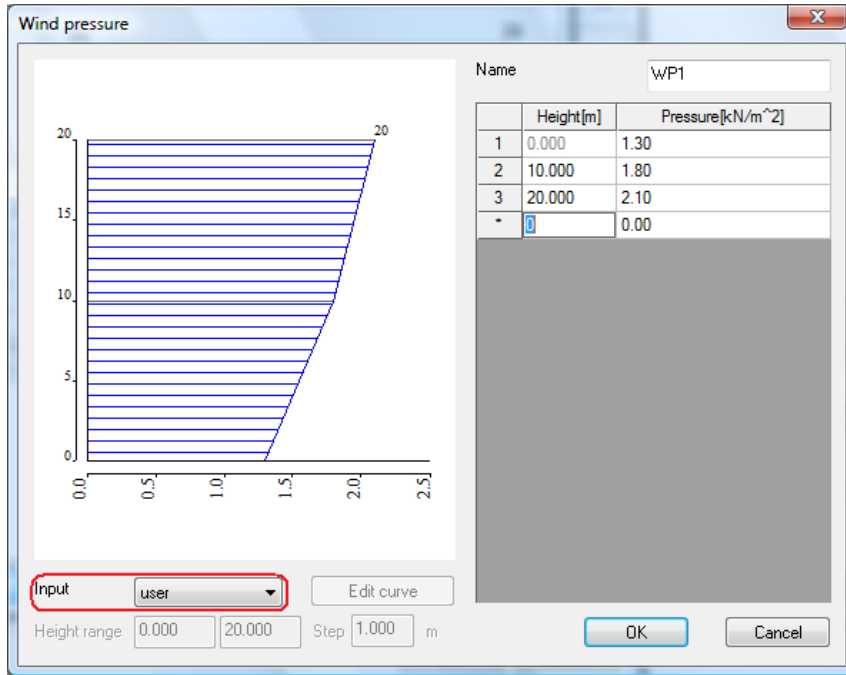 Wind pressure
x
Name WP1
Height[m] Pressure[kN/m^2]
1 0.000 1.30
2 10.000 1.80
3 20.000 2.10
* 0 0.00
20 20
15
10
5
0
0.0 0.5 1.0 1.5 2.0 2.5
Input user Edit curve
Height range 0.000 20.000 Step 1.000 m
OK Cancel